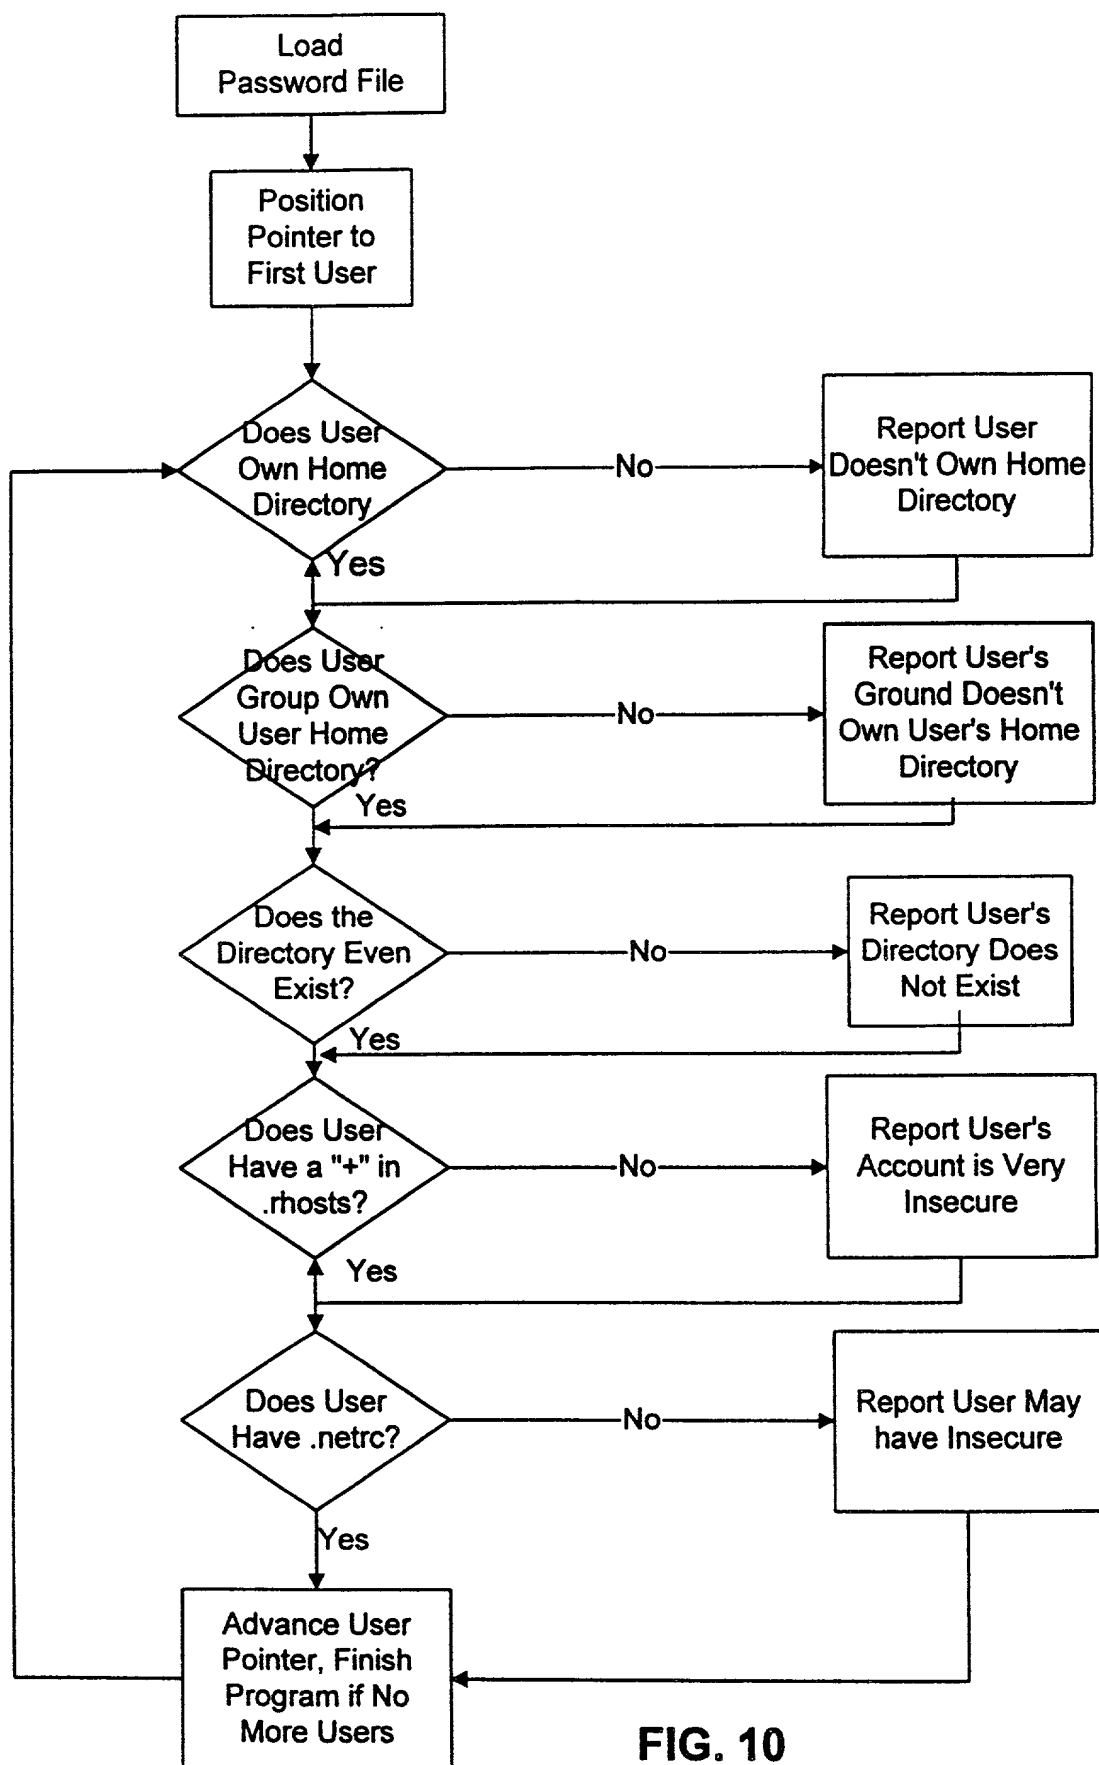 Load
Password File
Position
Pointer to
First User
Does User
Own Home
Directory
No
Report User
Doesn't Own Home
Directory
Yes
Does User
Group Own
User Home
Directory?
No
Report User's
Ground Doesn't
Own User's Home
Directory
Yes
Does the
Directory Even
Exist?
No
Report User's
Directory Does
Not Exist
Yes
Does User
Have a "+" in
.rhosts?
No
Report User's
Account is Very
Insecure
Yes
Does User
Have .netrc?
No
Report User May
have Insecure
Yes
Advance User
Pointer, Finish
Program if No
More Users
FIG. 10